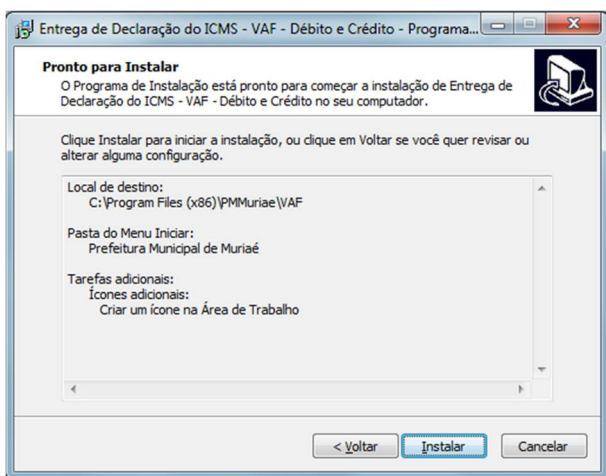 Entrega de Declaração do ICMS - VAF - Débito e Crédito - Programa...
Pronto para Instalar
O Programa de Instalação está pronto para começar a instalação de Entrega de
Declaração do ICMS - VAF - Débito e Crédito no seu computador.
Clique Instalar para iniciar a instalação, ou clique em Voltar se você quer revisar ou
alterar alguma configuração.
Local de destino:
C:\Program Files (x86)\PMMuriae\VAF
Pasta do Menu Iniciar:
Prefeitura Municipal de Muriaé
Tarefas adicionais:
Ícones adicionais:
Criar um ícone na Área de Trabalho
< Voltar Instalar Cancelar